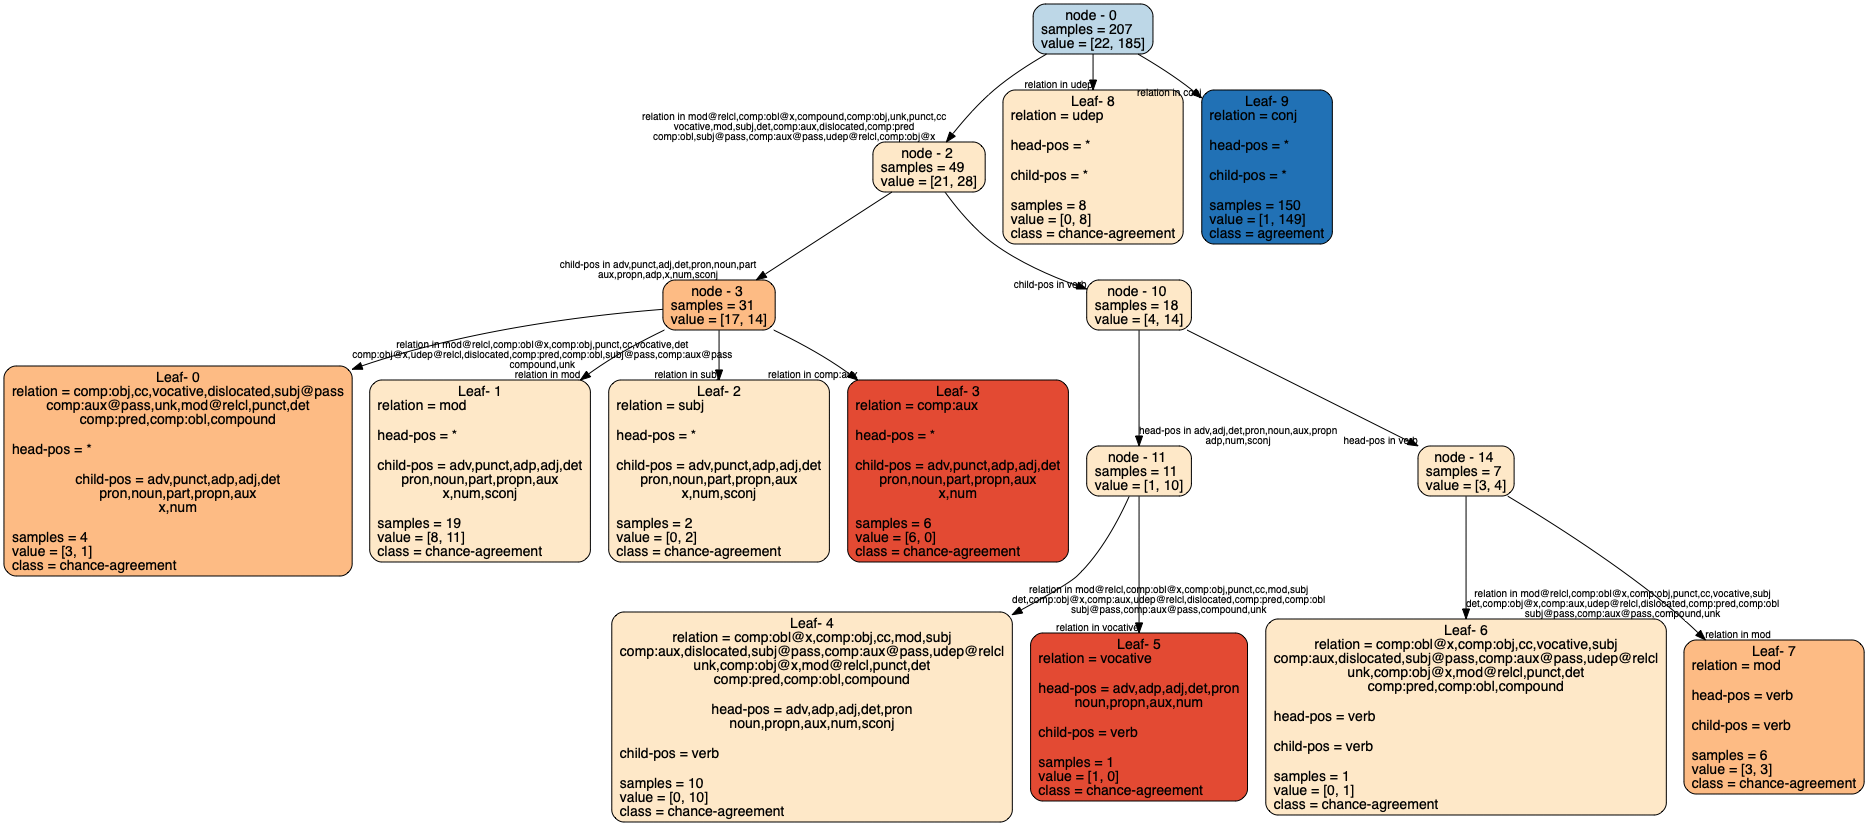 node - 0
samples = 207
value = [22, 185]
relation in udep
relation in conj
relation in mod@relcl,comp:obl@x,compound,comp:obj,unk,punct,cc
vocative,mod,subj,det,comp:aux,dislocated,comp:pred
comp:obl,subj@pass,comp:aux@pass,udep@relcl,comp:obj@x
Leaf- 8
relation = udep
head-pos = *
child-pos = *
samples = 8
value = [0, 8]
class = chance-agreement
Leaf- 9
relation = conj
head-pos = *
child-pos = *
samples = 150
value = [1, 149]
class = agreement
node - 2
samples = 49
value = [21, 28]
child-pos in adv,punct,adj,det,pron,noun,part
aux,propn,adp,x,num,sconj
child-pos in verb
node - 3
samples = 31
value = [17, 14]
node - 10
samples = 18
value = [4, 14]
relation in mod@relcl,comp:obl@x,comp:obj,punct,cc,vocative,det
comp:obj@x,udep@relcl,dislocated,comp:pred,comp:obl,subj@pass,comp:aux@pass
compound,unk
relation in mod
relation in subj
relation in comp:aux
Leaf- 0
relation = comp:obj,cc,vocative,dislocated,subj@pass
comp:aux@pass,unk,mod@relcl,punct,det
comp:pred,comp:obl,compound
head-pos = *
child-pos = adv,punct,adp,adj,det
pron,noun,part,propn,aux
x,num
samples = 4
value = [3, 1]
class = chance-agreement
Leaf- 1
relation = mod
head-pos = *
child-pos = adv,punct,adp,adj,det
pron,noun,part,propn,aux
x,num,sconj
samples = 19
value = [8, 11]
class = chance-agreement
Leaf- 2
relation = subj
head-pos = *
child-pos = adv,punct,adp,adj,det
pron,noun,part,propn,aux
x,num,sconj
samples = 2
value = [0, 2]
class = chance-agreement
Leaf- 3
relation = comp:aux
head-pos = *
child-pos = adv,punct,adp,adj,det
pron,noun,part,propn,aux
x,num
samples = 6
value = [6, 0]
class = chance-agreement
head-pos in adv,adj,det,pron,noun,aux,propn
adp,num,sconj
head-pos in verb
node - 11
samples = 11
value = [1, 10]
node - 14
samples = 7
value = [3, 4]
relation in mod@relcl,comp:obl@x,comp:obj,punct,cc,mod,subj
det,comp:obj@x,comp:aux,udep@relcl,dislocated,comp:pred,comp:obl
subj@pass,comp:aux@pass,compound,unk
relation in vocative
relation in mod@relcl,comp:obl@x,comp:obj,punct,cc,vocative,subj
det,comp:obj@x,comp:aux,udep@relcl,dislocated,comp:pred,comp:obl
subj@pass,comp:aux@pass,compound,unk
relation in mod
Leaf- 4
relation = comp:obl@x,comp:obj,cc,mod,subj
comp:aux,dislocated,subj@pass,comp:aux@pass,udep@relcl
unk,comp:obj@x,mod@relcl,punct,det
comp:pred,comp:obl,compound
head-pos = adv,adp,adj,det,pron
noun,propn,aux,num,sconj
child-pos = verb
samples = 10
value = [0, 10]
class = chance-agreement
Leaf- 5
relation = vocative
head-pos = adv,adp,adj,det,pron
noun,propn,aux,num
child-pos = verb
samples = 1
value = [1, 0]
class = chance-agreement
Leaf- 6
relation = comp:obl@x,comp:obj,cc,vocative,subj
comp:aux,dislocated,subj@pass,comp:aux@pass,udep@relcl
unk,comp:obj@x,mod@relcl,punct,det
comp:pred,comp:obl,compound
head-pos = verb
child-pos = verb
samples = 1
value = [0, 1]
class = chance-agreement
Leaf- 7
relation = mod
head-pos = verb
child-pos = verb
samples = 6
value = [3, 3]
class = chance-agreement